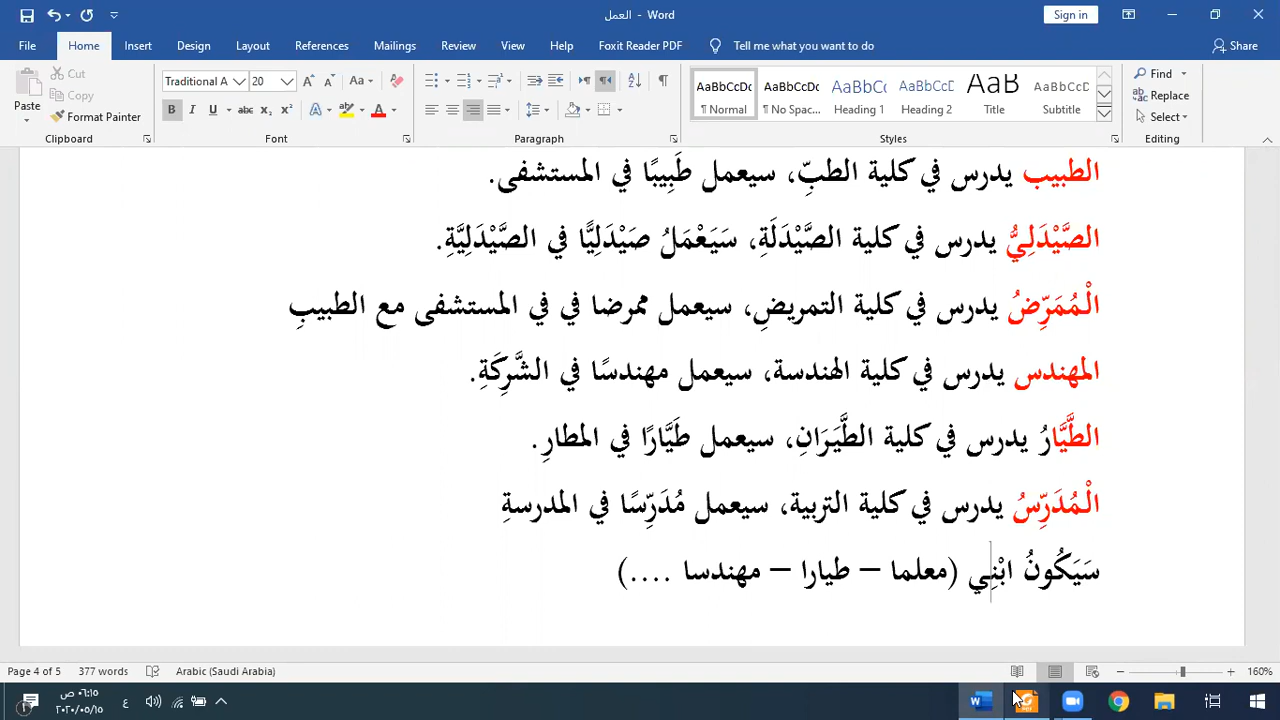 العمل - Word
Sign in
File Home Insert Design Layout References Mailings Review View Help Foxit Reader PDF Tell me what you want to do Share
Paste Cut Copy Format Painter
Traditional A 20
Find Replace Select
AaBbCcDc AaBbCcDc AaBbCc AaBbCcD AaB AaBbCcD
¶ Normal ¶ No Spac... Heading 1 Heading 2 Title Subtitle
Clipboard Font Paragraph Styles Editing
الطبيب يدرس في كلية الطبِّ، سيعمل طَبِيبًا في المستشفى.
الصَّيْدَلِيُّ يدرس في كلية الصَّيْدَلَةِ، سَيَعْمَلُ صَيْدَلِيًّا في الصَّيْدَلِيَّةِ.
الْمُمَرِّضُ يدرس في كلية التمريضِ، سيعمل ممرضا في في المستشفى مع الطبيبِ
المهندس يدرس في كلية الهندسة، سيعمل مهندسًا في الشَّرِكَةِ.
الطَّيَّارُ يدرس في كلية الطَّيَرَانِ، سيعمل طَيَّارًا في المطارِ.
الْمُدَرِّسُ يدرس في كلية التربية، سيعمل مُدَرِّسًا في المدرسةِ
سَيَكُونُ ابْنِي (معلما – طيارا – مهندسا ....)
Page 4 of 5 377 words Arabic (Saudi Arabia) 160%
٠٦:١٥ ص
٢٠٢٠/٠٥/١٥
ع